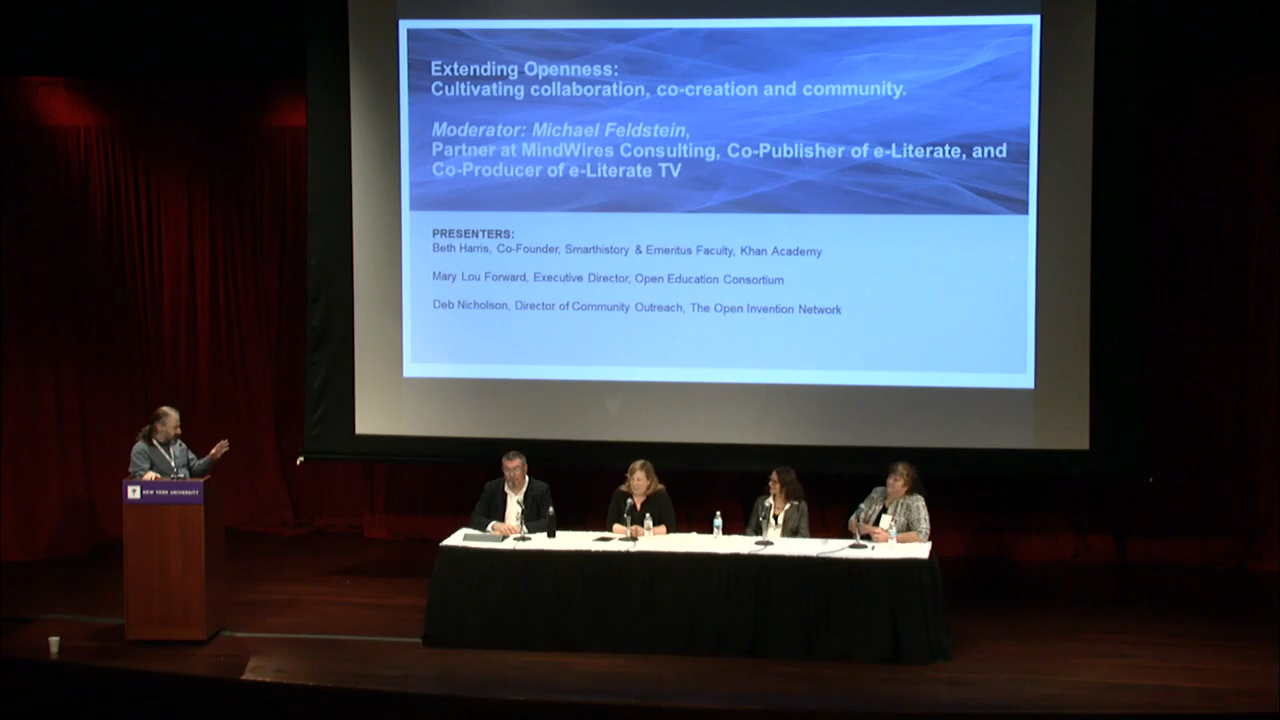 Extending Openness:
Cultivating collaboration, co-creation and community.
Moderator: Michael Feldstein,
Partner at MindWires Consulting, Co-Publisher of e-Literate, and
Co-Producer of e-Literate TV
PRESENTERS:
Beth Harris, Co-Founder, Smarthistory & Emeritus Faculty, Khan Academy
Mary Lou Forward, Executive Director, Open Education Consortium
Deb Nicholson, Director of Community Outreach, The Open Invention Network
NEW YORK UNIVERSITY